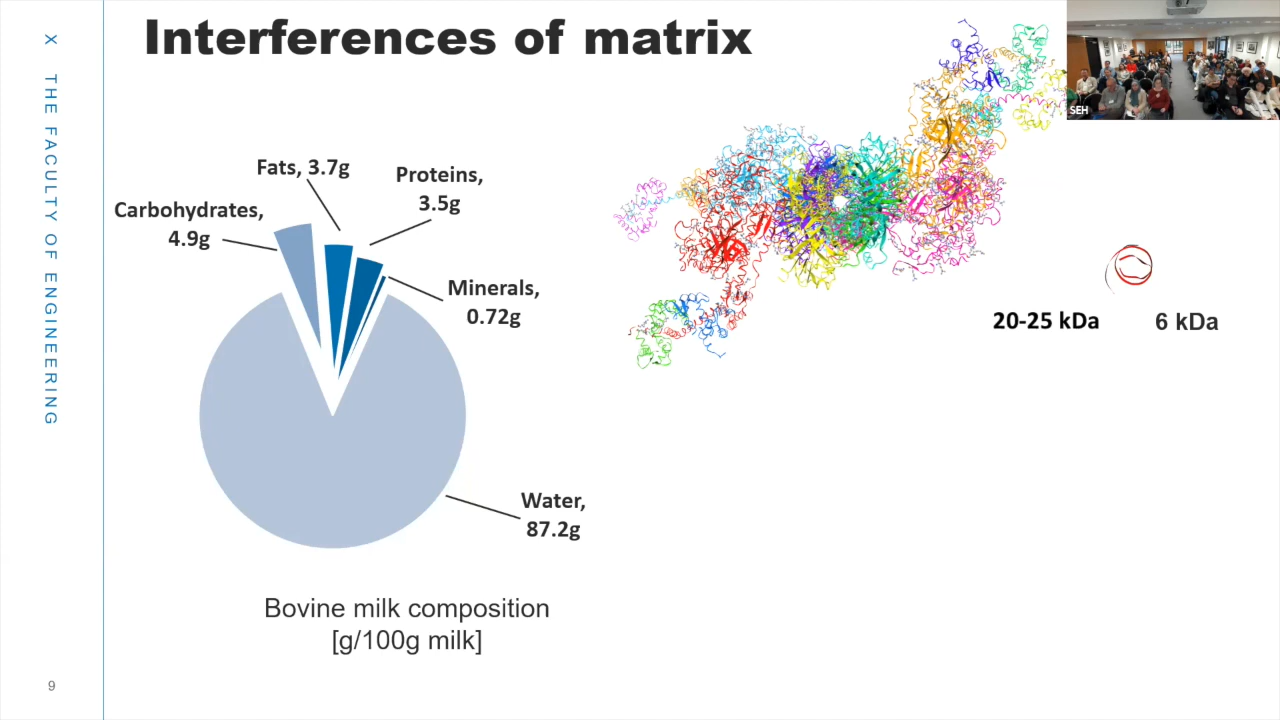 X THE FACULTY OF ENGINEERING
Interferences of matrix
SEH
Fats, 3.7g
Proteins,
3.5g
Carbohydrates,
4.9g
Minerals,
0.72g
20-25 kDa
6 kDa
Water,
87.2g
Bovine milk composition
[g/100g milk]
9